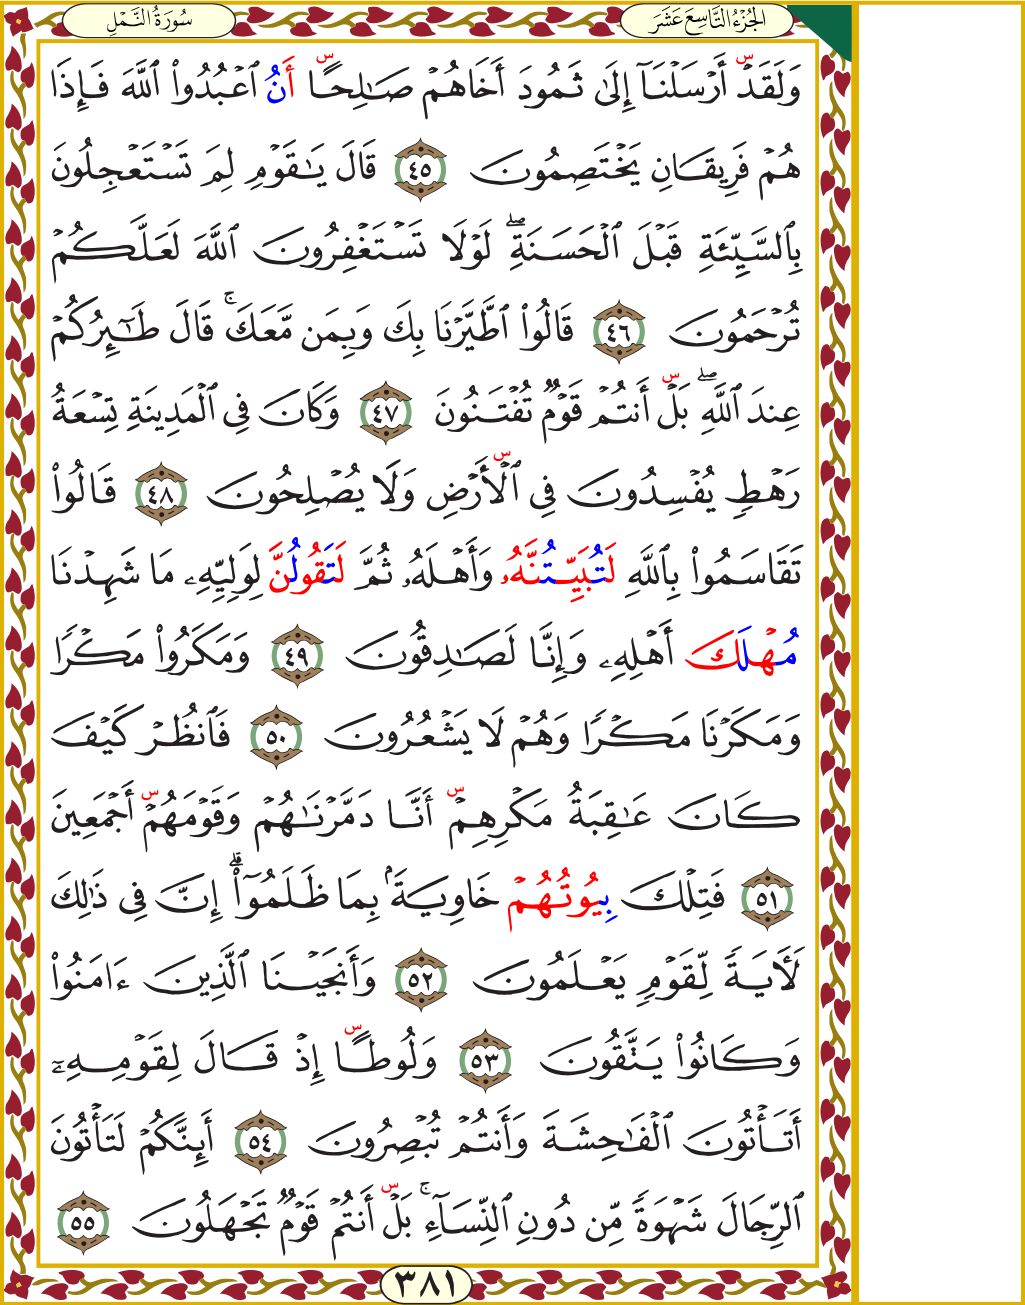 الجُزْءُ التَّاسِعَ عَشَرَ سُورَةُ النَّمْلِ
وَلَقَدْ أَرْسَلْنَآ إِلَىٰ ثَمُودَ أَخَاهُمْ صَـٰلِحًا أَنُ ٱعْبُدُوا۟ ٱللَّهَ فَإِذَا
هُمْ فَرِيقَانِ يَخْتَصِمُونَ ٤٥ قَالَ يَـٰقَوْمِ لِمَ تَسْتَعْجِلُونَ
بِٱلسَّيِّئَةِ قَبْلَ ٱلْحَسَنَةِۖ لَوْلَا تَسْتَغْفِرُونَ ٱللَّهَ لَعَلَّكُمْ
تُرْحَمُونَ ٤٦ قَالُوا۟ ٱطَّيَّرْنَا بِكَ وَبِمَن مَّعَكَۚ قَالَ طَـٰٓئِرُكُمْ
عِندَ ٱللَّهِۖ بَلْ أَنتُمْ قَوْمٌ تُفْتَنُونَ ٤٧ وَكَانَ فِى ٱلْمَدِينَةِ تِسْعَةُ
رَهْطٍ يُفْسِدُونَ فِى ٱلْأَرْضِ وَلَا يُصْلِحُونَ ٤٨ قَالُوا۟
تَقَاسَمُوا۟ بِٱللَّهِ لَتُبَيِّتُنَّهُۥ وَأَهْلَهُۥ ثُمَّ لَتَقُولُنَّ لِوَلِيِّهِۦ مَا شَهِدْنَا
مُهْلَكَ أَهْلِهِۦ وَإِنَّا لَصَـٰدِقُونَ ٤٩ وَمَكَرُوا۟ مَكْرًا
وَمَكَرْنَا مَكْرًا وَهُمْ لَا يَشْعُرُونَ ٥٠ فَٱنظُرْ كَيْفَ
كَانَ عَـٰقِبَةُ مَكْرِهِمْ أَنَّا دَمَّرْنَـٰهُمْ وَقَوْمَهُمْ أَجْمَعِينَ
٥١ فَتِلْكَ بِيُوتُهُمْ خَاوِيَةًۢ بِمَا ظَلَمُوٓا۟ۗ إِنَّ فِى ذَٰلِكَ
لَـَٔايَةً لِّقَوْمٍ يَعْلَمُونَ ٥٢ وَأَنجَيْنَا ٱلَّذِينَ ءَامَنُوا۟
وَكَانُوا۟ يَتَّقُونَ ٥٣ وَلُوطًا إِذْ قَالَ لِقَوْمِهِۦٓ
أَتَأْتُونَ ٱلْفَـٰحِشَةَ وَأَنتُمْ تُبْصِرُونَ ٥٤ أَئِنَّكُمْ لَتَأْتُونَ
ٱلرِّجَالَ شَهْوَةً مِّن دُونِ ٱلنِّسَآءِۚ بَلْ أَنتُمْ قَوْمٌ تَجْهَلُونَ ٥٥
٣٨١